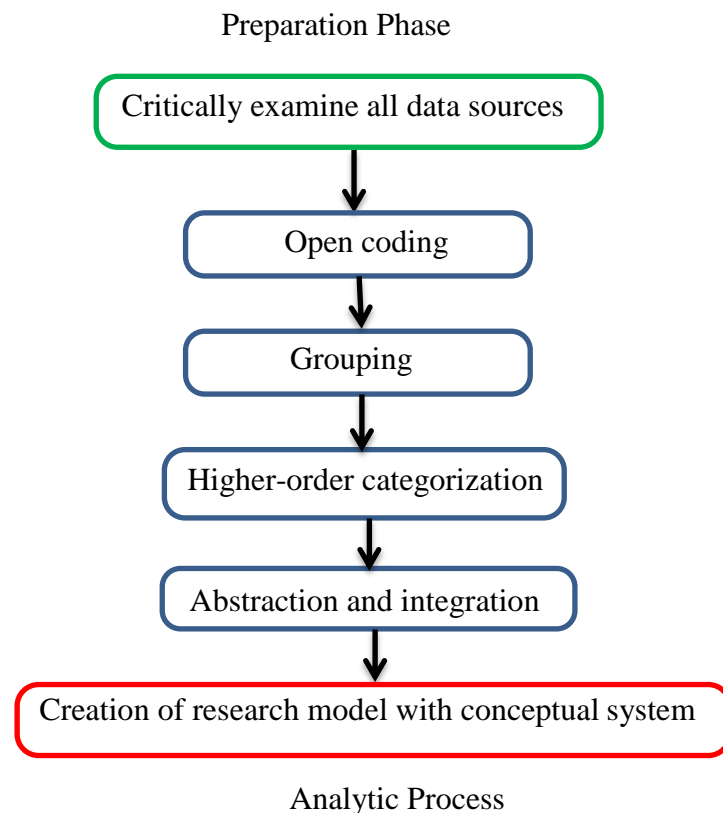 Preparation Phase
Critically examine all data sources
Open coding
Grouping
Higher-order categorization
Abstraction and integration
Creation of research model with conceptual system
Analytic Process